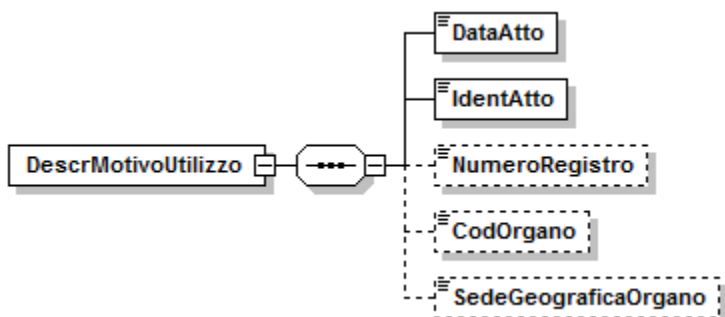 DataAtto
IdentAtto
DescrMotivoUtilizzo
NumeroRegistro
CodOrgano
SedeGeograficaOrgano